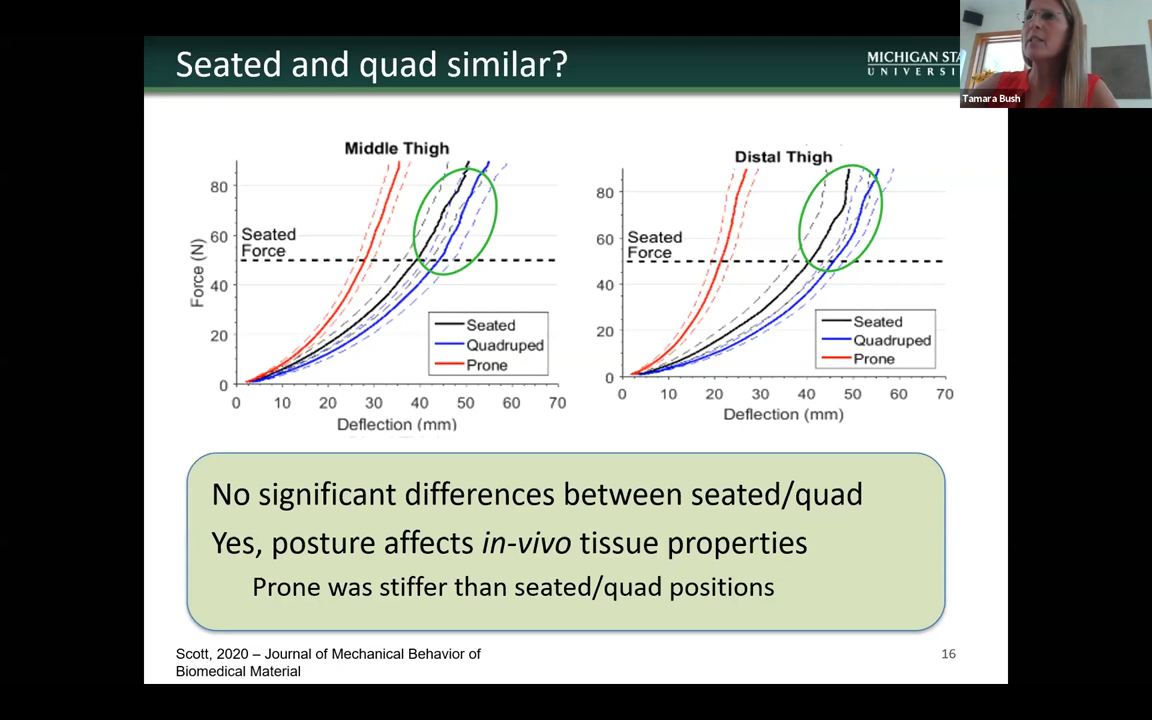 Seated and quad similar?
MICHIGAN STA
UNIVERSI
Tamara Bush
Middle Thigh
80
60
40
20
0
Force (N)
Seated
Force
Seated
Quadruped
Prone
0 10 20 30 40 50 60 70
Deflection (mm)
Distal Thigh
80
60
40
20
0
Seated
Force
Seated
Quadruped
Prone
0 10 20 30 40 50 60 70
Deflection (mm)
No significant differences between seated/quad
Yes, posture affects in-vivo tissue properties
Prone was stiffer than seated/quad positions
Scott, 2020 – Journal of Mechanical Behavior of
Biomedical Material
16